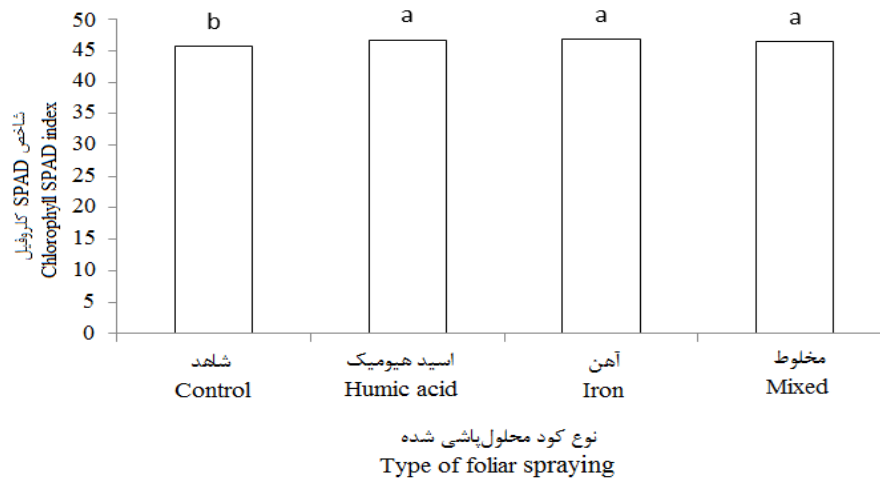 50
45
40
35
30
25
20
15
10
5
0
b
a
a
a
شاخص SPAD کلروفیل
Chlorophyll SPAD index
شاهد
Control
اسید هیومیک
Humic acid
آهن
Iron
مخلوط
Mixed
نوع کود محلول‌پاشی شده
Type of foliar spraying